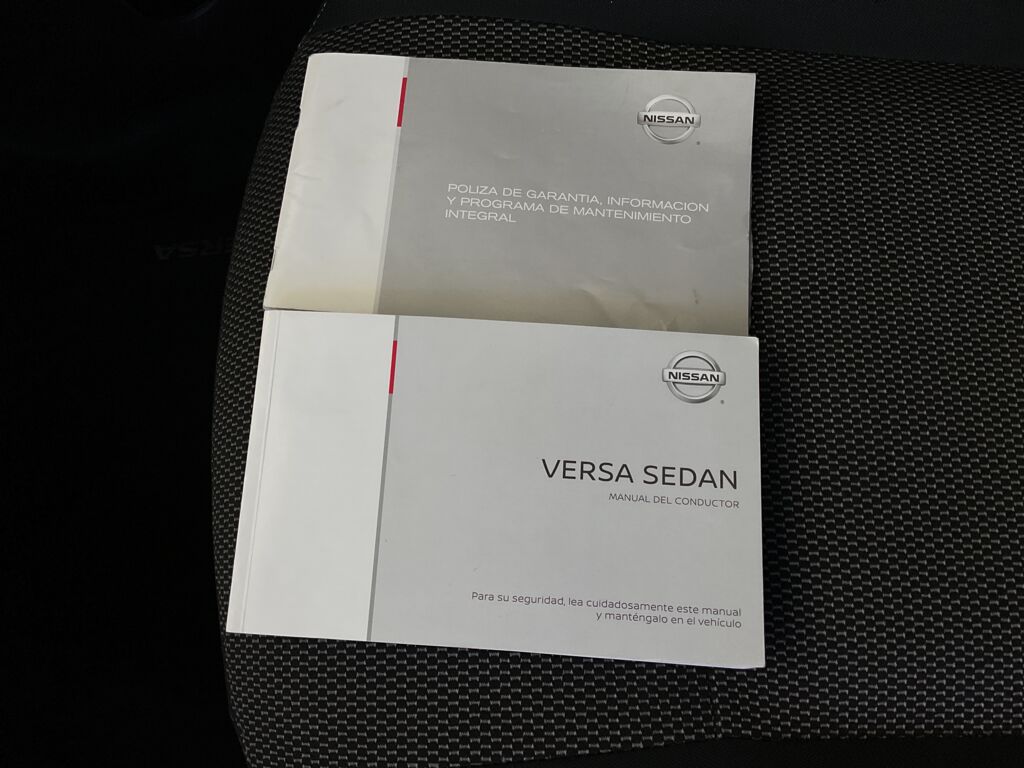 NISSAN
POLIZA DE GARANTIA, INFORMACION
Y PROGRAMA DE MANTENIMIENTO
INTEGRAL
NISSAN
VERSA SEDAN
MANUAL DEL CONDUCTOR
Para su seguridad, lea cuidadosamente este manual
y manténgalo en el vehículo
VERSA